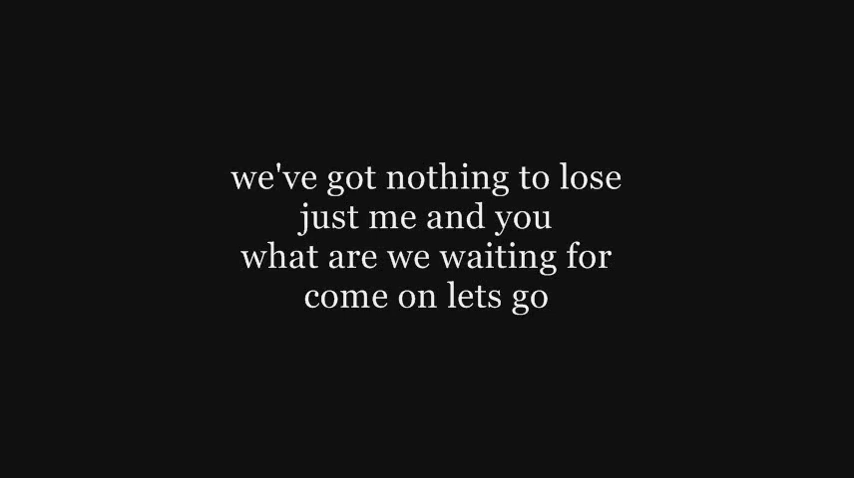 we've got nothing to lose
just me and you
what are we waiting for
come on lets go